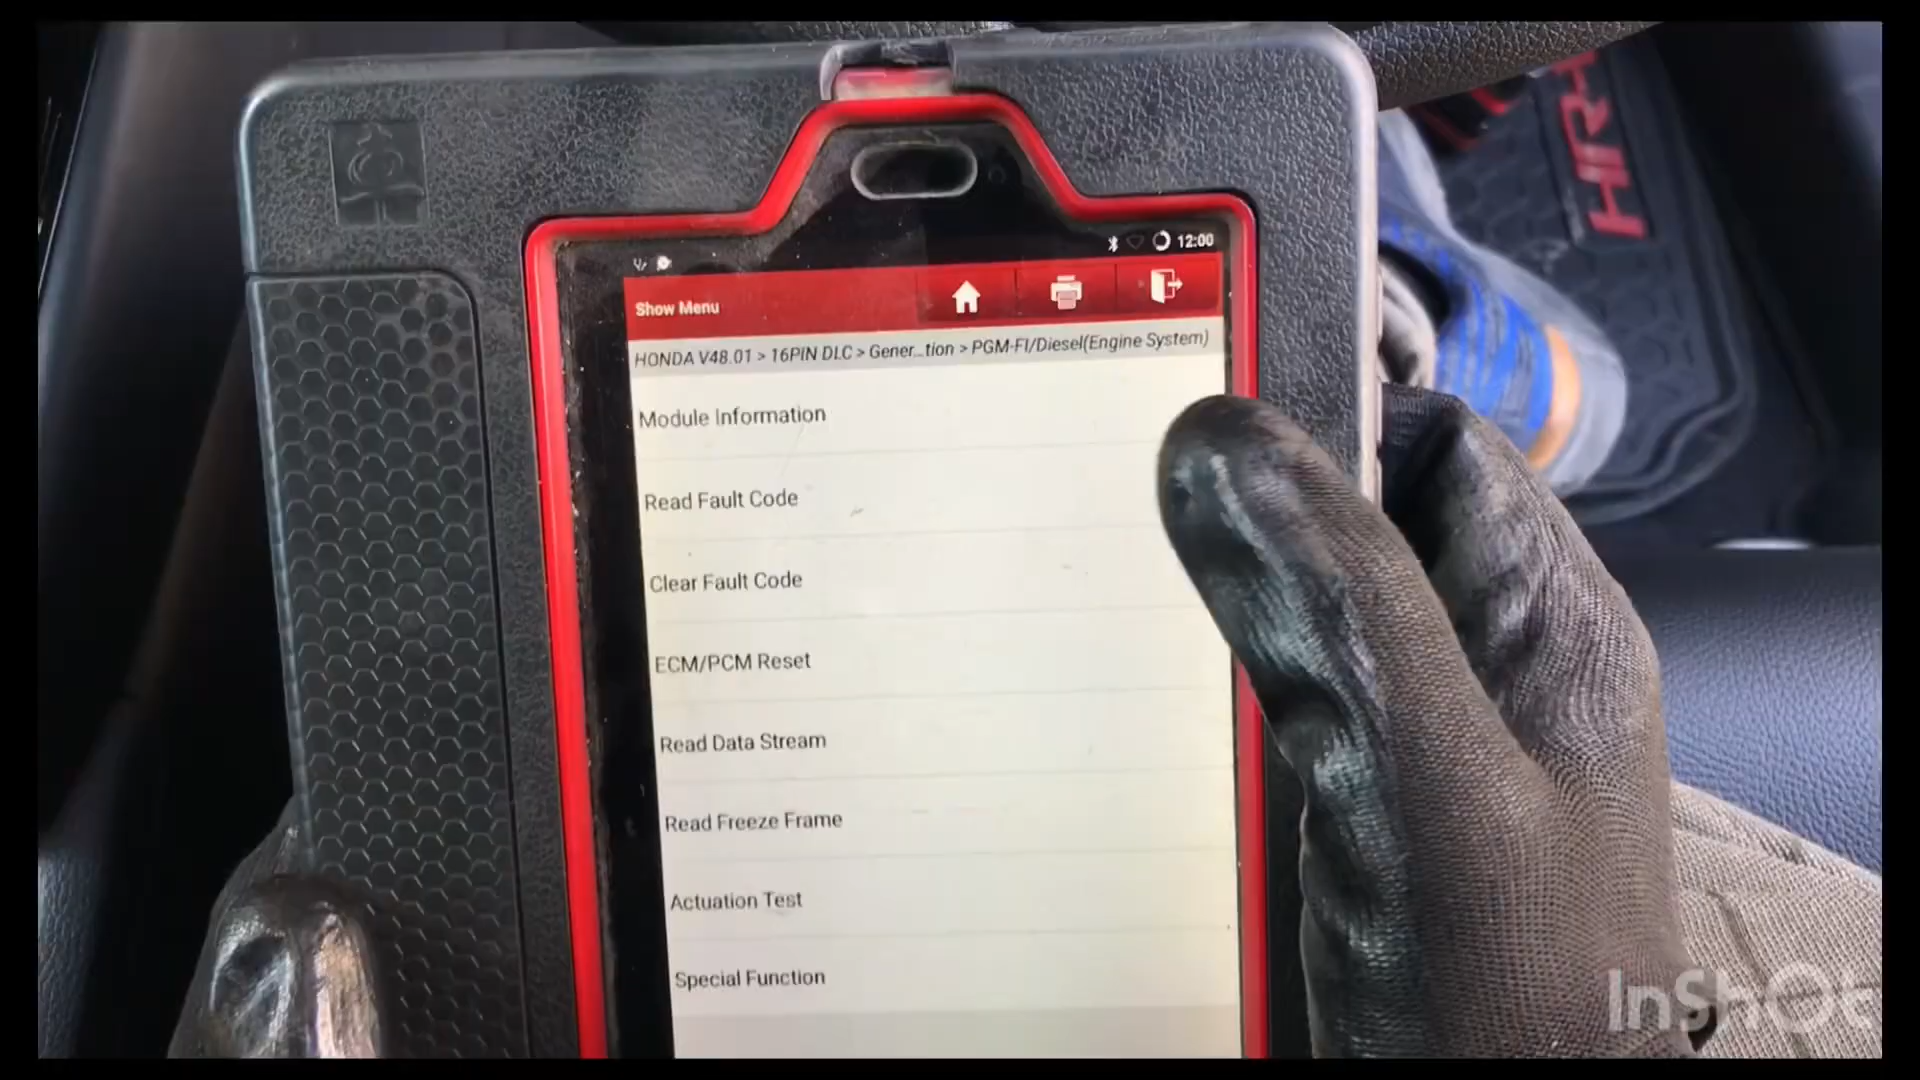 12:00
Show Menu
HONDA V48.01 > 16PIN DLC > Gener...tion > PGM-FI/Diesel(Engine System)
Module Information
Read Fault Code
Clear Fault Code
ECM/PCM Reset
Read Data Stream
Read Freeze Frame
Actuation Test
Special Function
HR-
InShOt